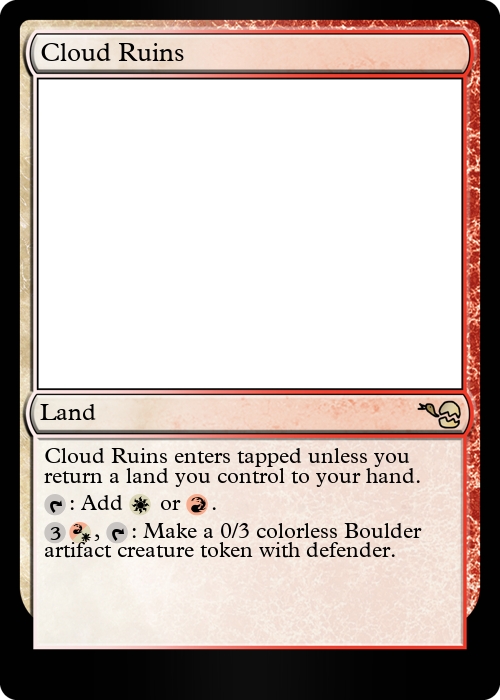 Cloud Ruins
Land
Cloud Ruins enters tapped unless you
return a land you control to your hand.
: Add or .
3 , : Make a 0/3 colorless Boulder
artifact creature token with defender.